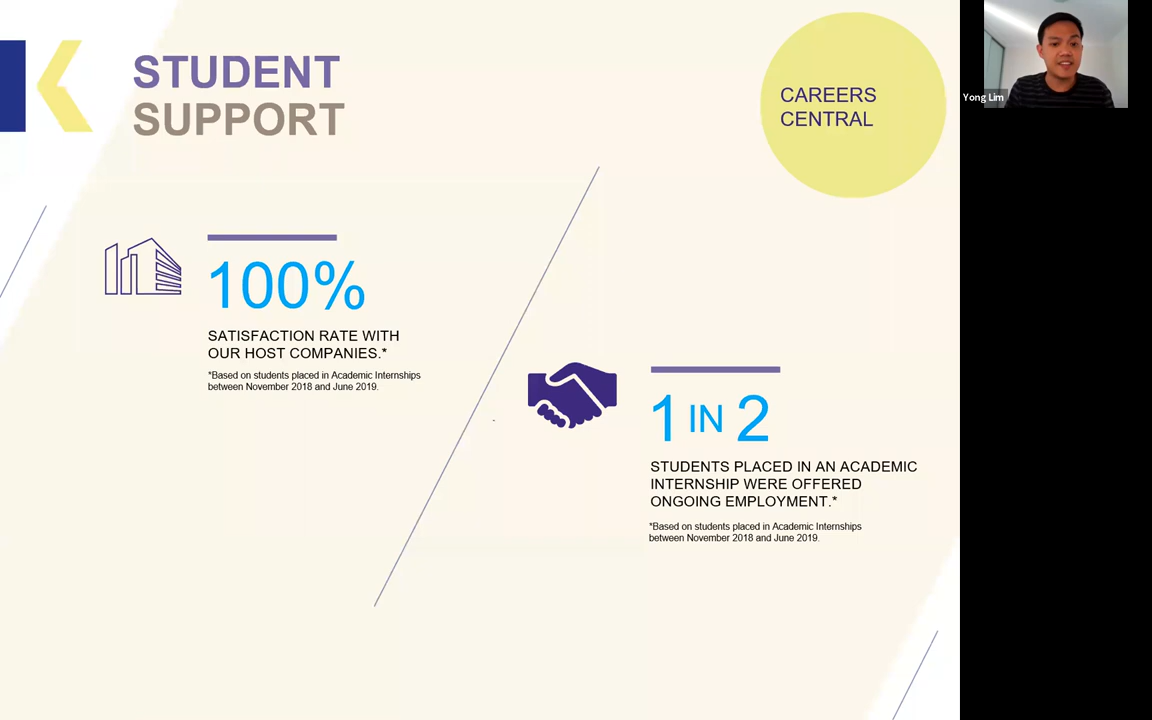 STUDENT
SUPPORT
CAREERS
CENTRAL
Yong Lim
100%
SATISFACTION RATE WITH
OUR HOST COMPANIES.*
*Based on students placed in Academic Internships
between November 2018 and June 2019.
1 IN 2
STUDENTS PLACED IN AN ACADEMIC
INTERNSHIP WERE OFFERED
ONGOING EMPLOYMENT.*
*Based on students placed in Academic Internships
between November 2018 and June 2019.